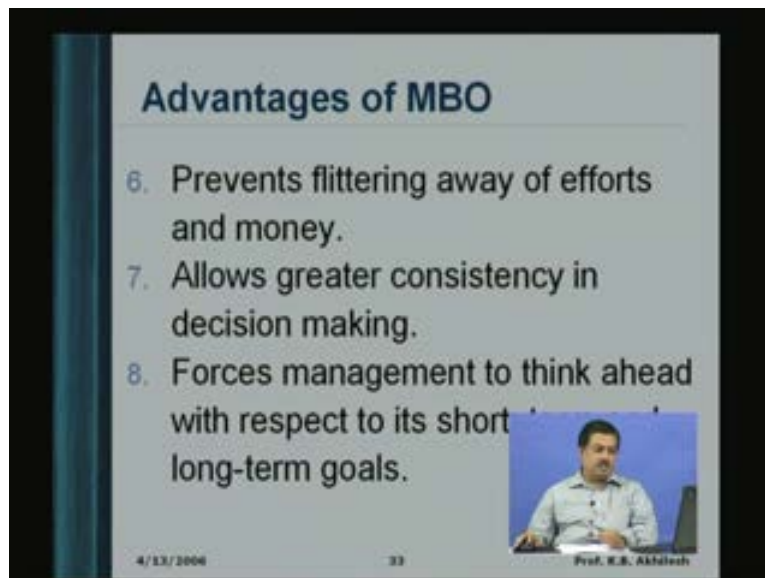 Advantages of MBO
6. Prevents flittering away of efforts
and money.
7. Allows greater consistency in
decision making.
8. Forces management to think ahead
with respect to its short
long-term goals.
4/13/2006 33 Prof. K.B. Akhilesh